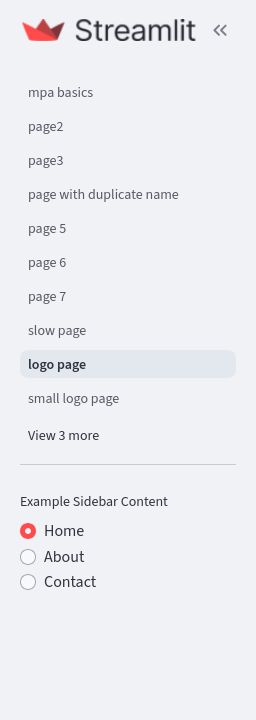 Streamlit
mpa basics
page2
page3
page with duplicate name
page 5
page 6
page 7
slow page
logo page
small logo page
View 3 more
Example Sidebar Content
Home
About
Contact